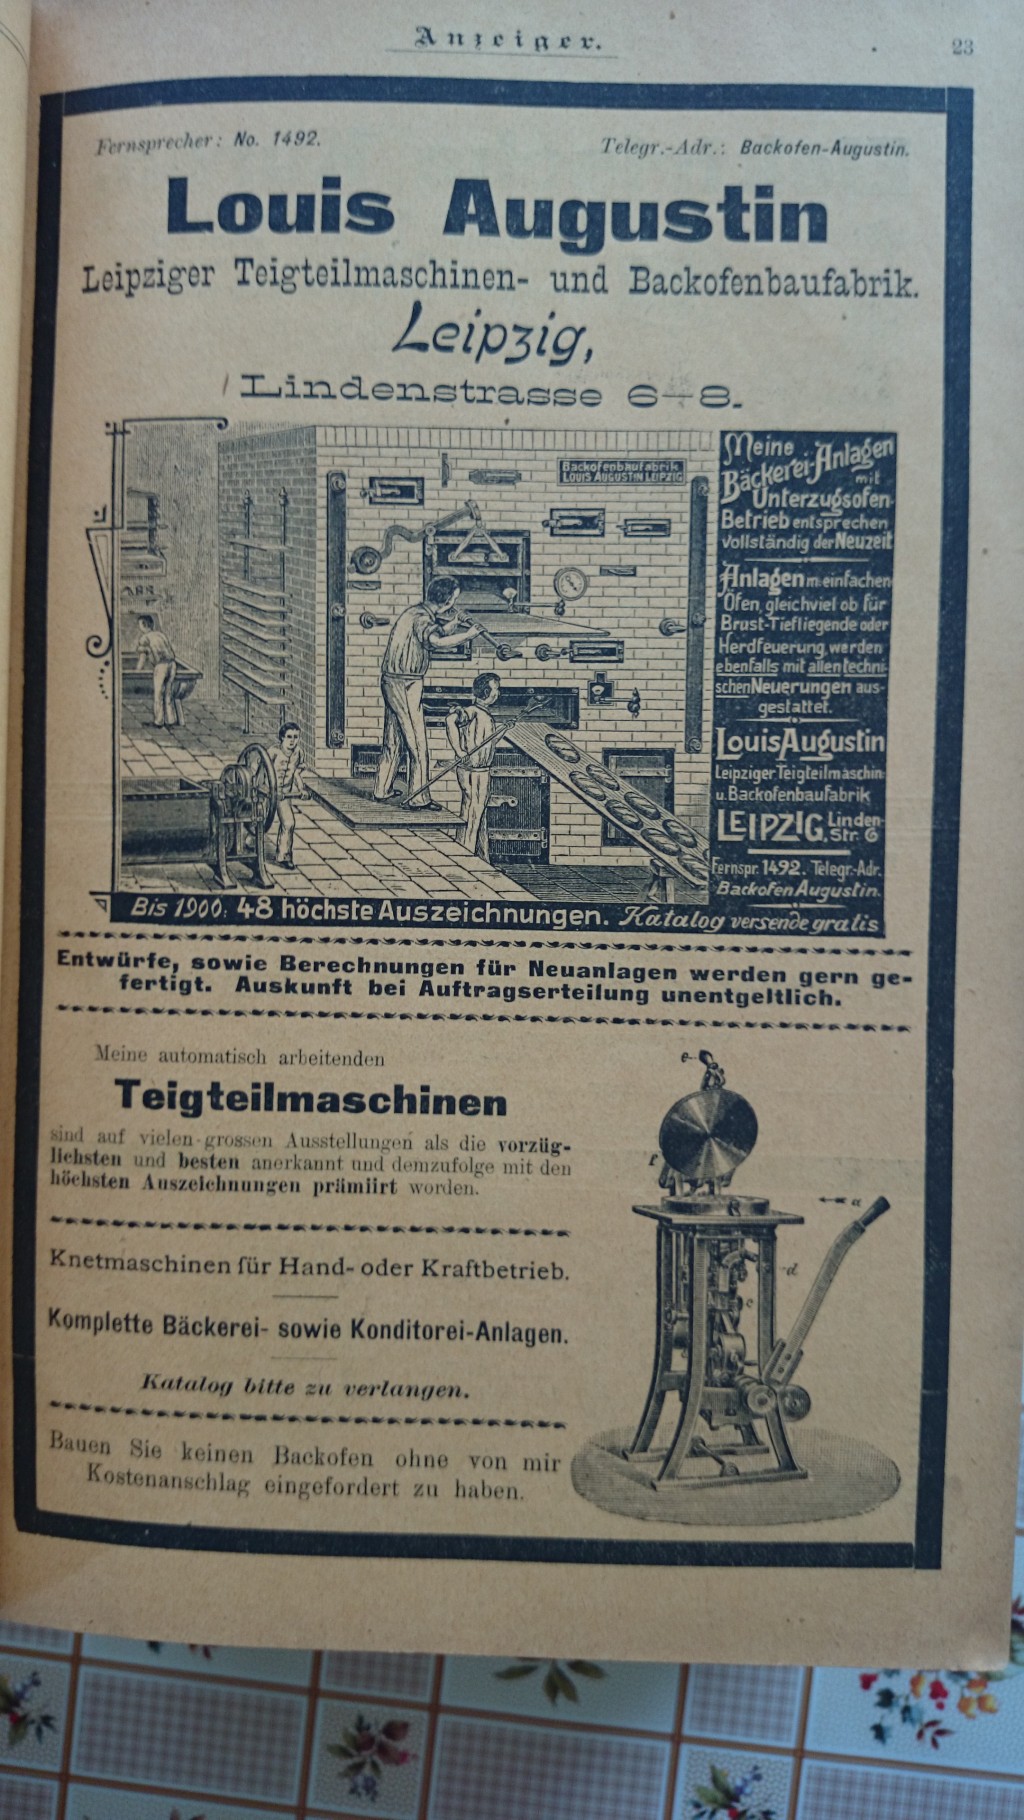 Anzeiger.
23
Fernsprecher: No. 1492.
Telegr.-Adr.: Backofen-Augustin.
Louis Augustin
Leipziger Teigteilmaschinen- und Backofenbaufabrik.
Leipzig,
Lindenstrasse 6-8.
Backofenbaufabrik
LOUIS AUGUSTIN LEIPZIG
Meine
Bäckerei-Anlagen
mit
Unterzugsofen-
Betrieb entsprechen
vollständig der Neuzeit
Anlagen m. einfachen
Öfen, gleichviel ob für
Brust-Tiefliegende oder
Herdfeuerung, werden
ebenfalls mit allen techni-
schen Neuerungen aus-
gestattet.
Louis Augustin
Leipziger Teigteilmaschin.
u. Backofenbaufabrik
LEIPZIG, Linden-
Str. 6
Fernspr. 1492. Telegr.-Adr.
Backofen Augustin.
Bis 1900: 48 höchste Auszeichnungen. Katalog versende gratis
Entwürfe, sowie Berechnungen für Neuanlagen werden gern ge-
fertigt. Auskunft bei Auftragserteilung unentgeltlich.
Meine automatisch arbeitenden
Teigteilmaschinen
sind auf vielen grossen Ausstellungen als die vorzüg-
lichsten und besten anerkannt und demzufolge mit den
höchsten Auszeichnungen prämiirt worden.
Knetmaschinen für Hand- oder Kraftbetrieb.
Komplette Bäckerei- sowie Konditorei-Anlagen.
Katalog bitte zu verlangen.
Bauen Sie keinen Backofen ohne von mir
Kostenanschlag eingefordert zu haben.
e
f
a
d
c